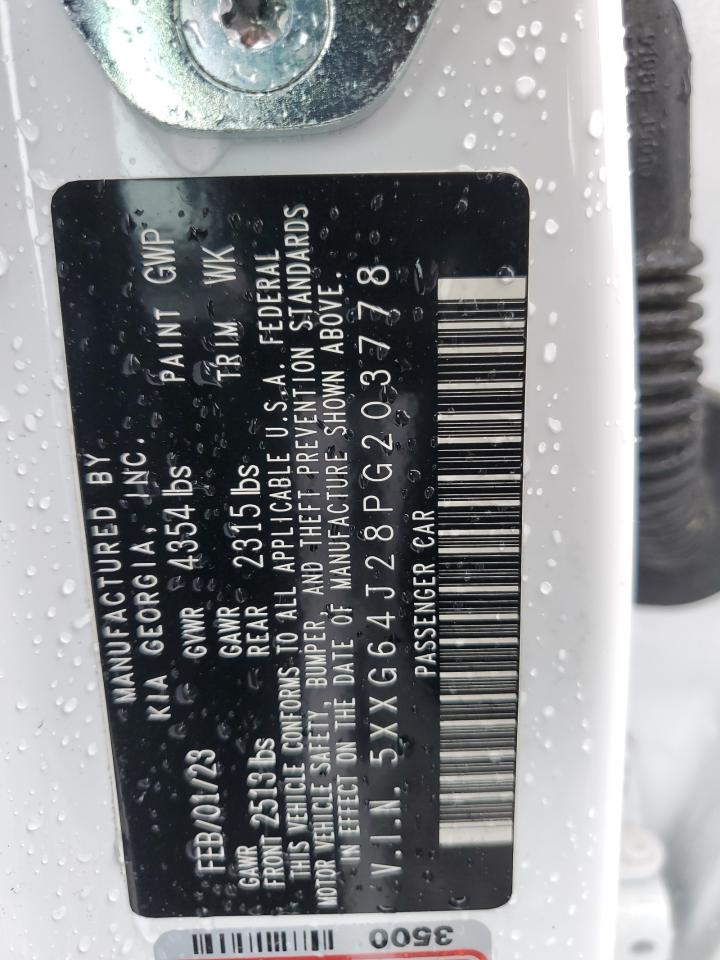 MANUFACTURED BY
KIA GEORGIA, INC.
FEB/01/23 GVWR 4354 lbs PAINT GWP
GAWR FRONT 2513 lbs GAWR REAR 2315 lbs TRIM WK
THIS VEHICLE CONFORMS TO ALL APPLICABLE U.S.A. FEDERAL
MOTOR VEHICLE SAFETY, BUMPER, AND THEFT PREVENTION STANDARDS
IN EFFECT ON THE DATE OF MANUFACTURE SHOWN ABOVE.
V.I.N. 5XXG64J28PG203778
PASSENGER CAR
3500